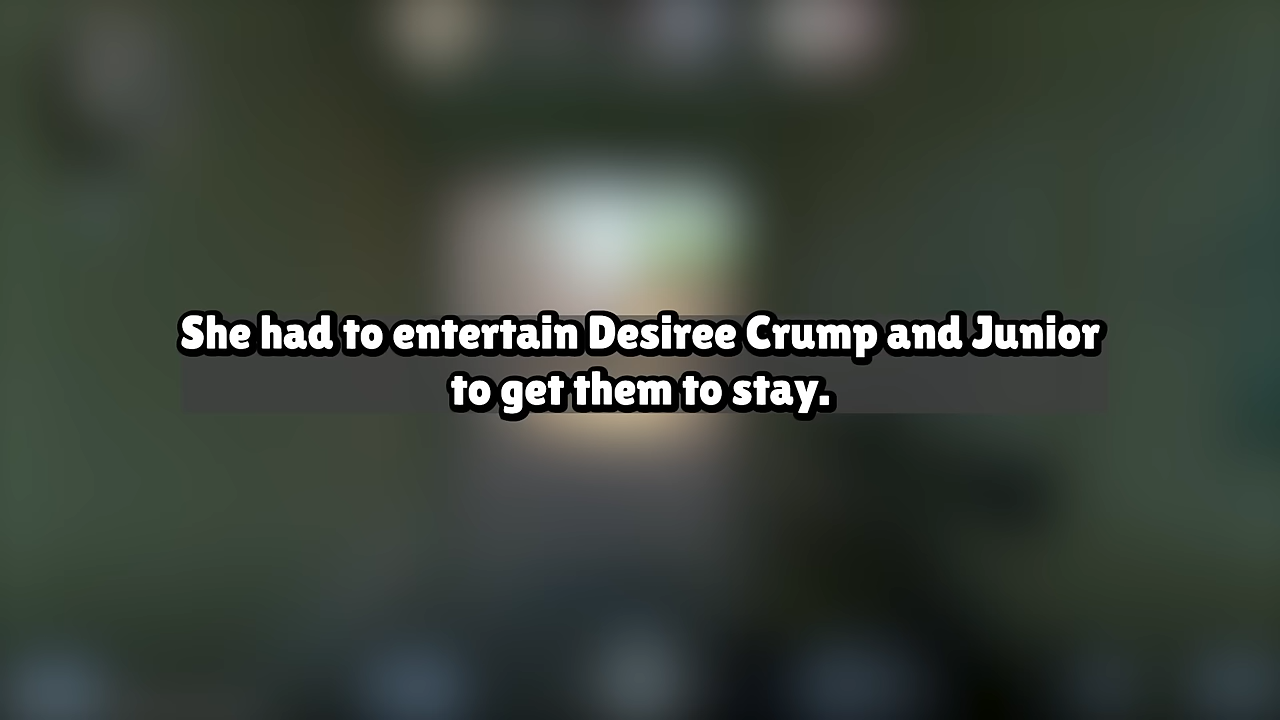 She had to entertain Desiree Crump and Junior
to get them to stay.